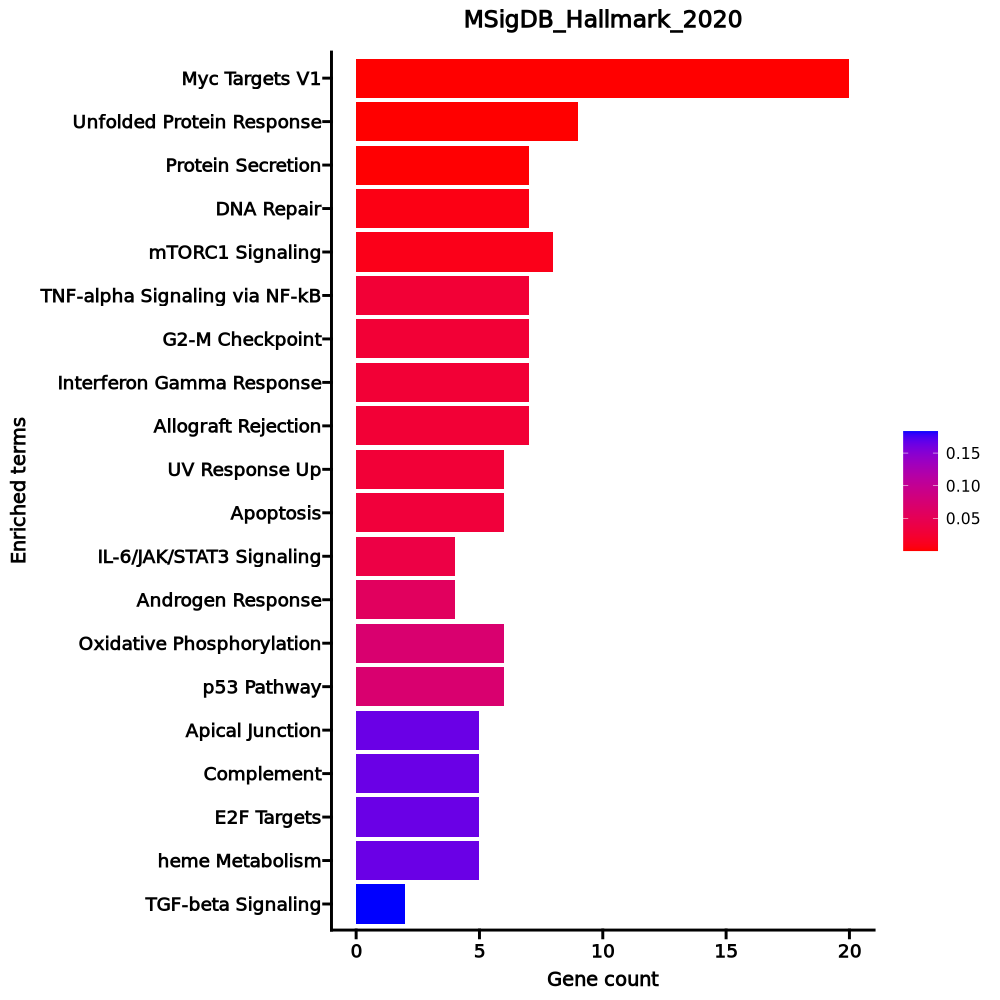 MSigDB_Hallmark_2020
Myc Targets V1
Unfolded Protein Response
Protein Secretion
DNA Repair
mTORC1 Signaling
TNF-alpha Signaling via NF-kB
G2-M Checkpoint
Interferon Gamma Response
Allograft Rejection
UV Response Up
Apoptosis
IL-6/JAK/STAT3 Signaling
Androgen Response
Oxidative Phosphorylation
p53 Pathway
Apical Junction
Complement
E2F Targets
heme Metabolism
TGF-beta Signaling
Enriched terms
0 5 10 15 20
Gene count
0.15
0.10
0.05